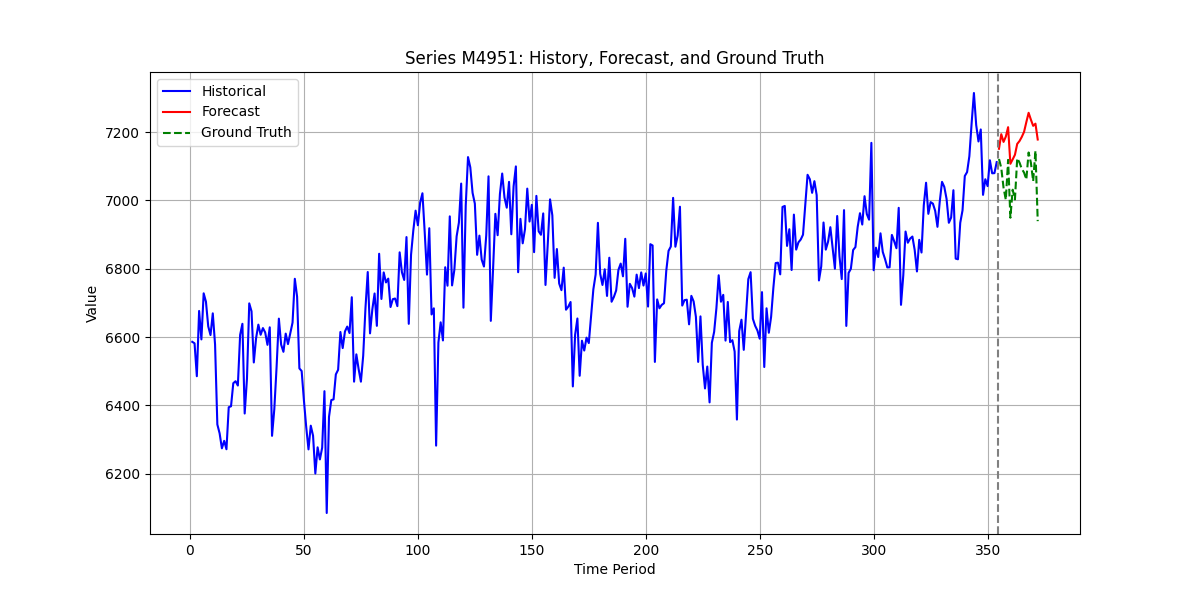 Series M4951: History, Forecast, and Ground Truth
Historical
Forecast
Ground Truth
7200
7000
6800
6600
6400
6200
Value
0 50 100 150 200 250 300 350
Time Period